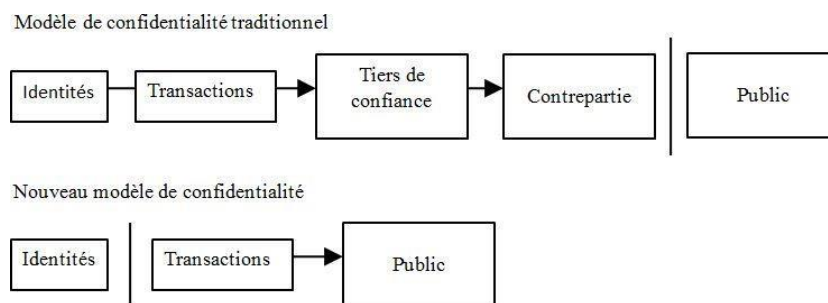 Modèle de confidentialité traditionnel
Identités
Transactions
Tiers de
confiance
Contrepartie
Public
Nouveau modèle de confidentialité
Identités
Transactions
Public